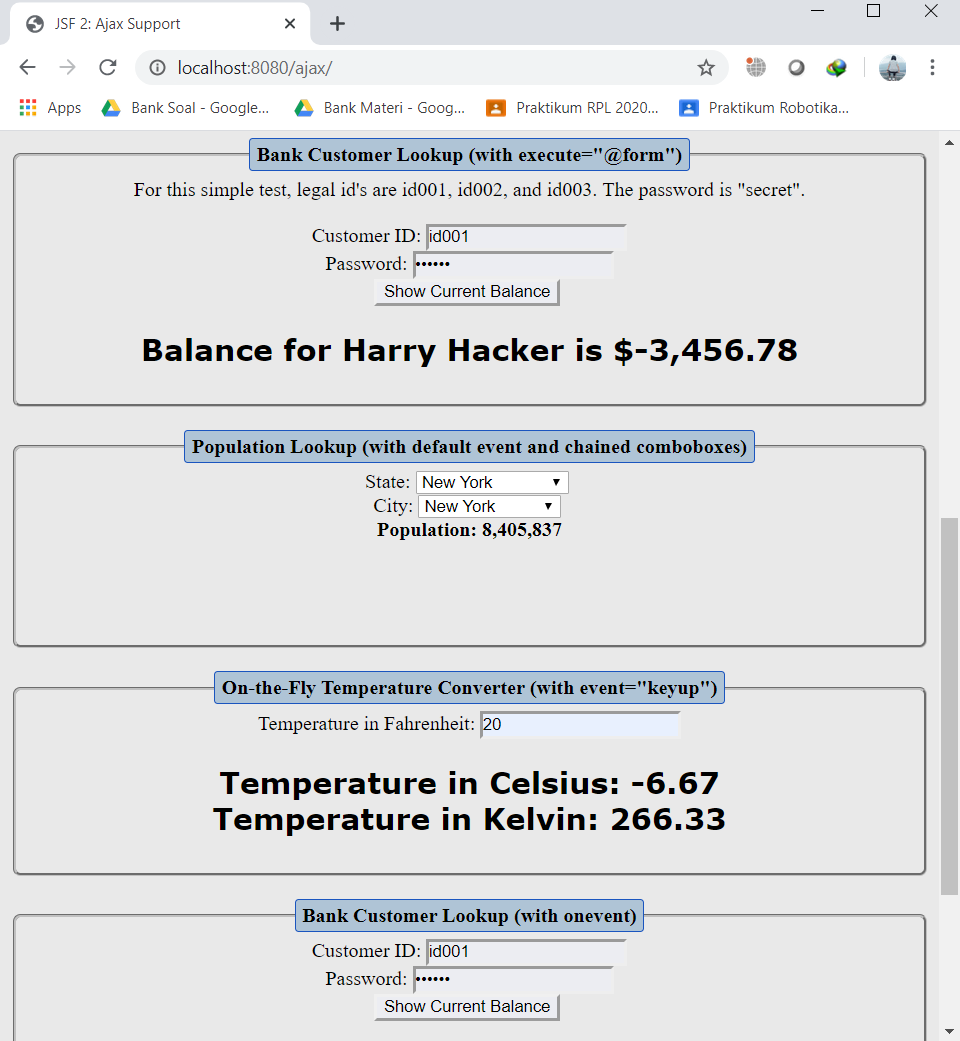 JSF 2: Ajax Support
localhost:8080/ajax/
Apps Bank Soal - Google... Bank Materi - Goog... Praktikum RPL 2020... Praktikum Robotika...
Bank Customer Lookup (with execute="@form")
For this simple test, legal id's are id001, id002, and id003. The password is "secret".
Customer ID: id001
Password: ••••••
Show Current Balance
Balance for Harry Hacker is $-3,456.78
Population Lookup (with default event and chained comboboxes)
State: New York
City: New York
Population: 8,405,837
On-the-Fly Temperature Converter (with event="keyup")
Temperature in Fahrenheit: 20
Temperature in Celsius: -6.67
Temperature in Kelvin: 266.33
Bank Customer Lookup (with onevent)
Customer ID: id001
Password: ••••••
Show Current Balance